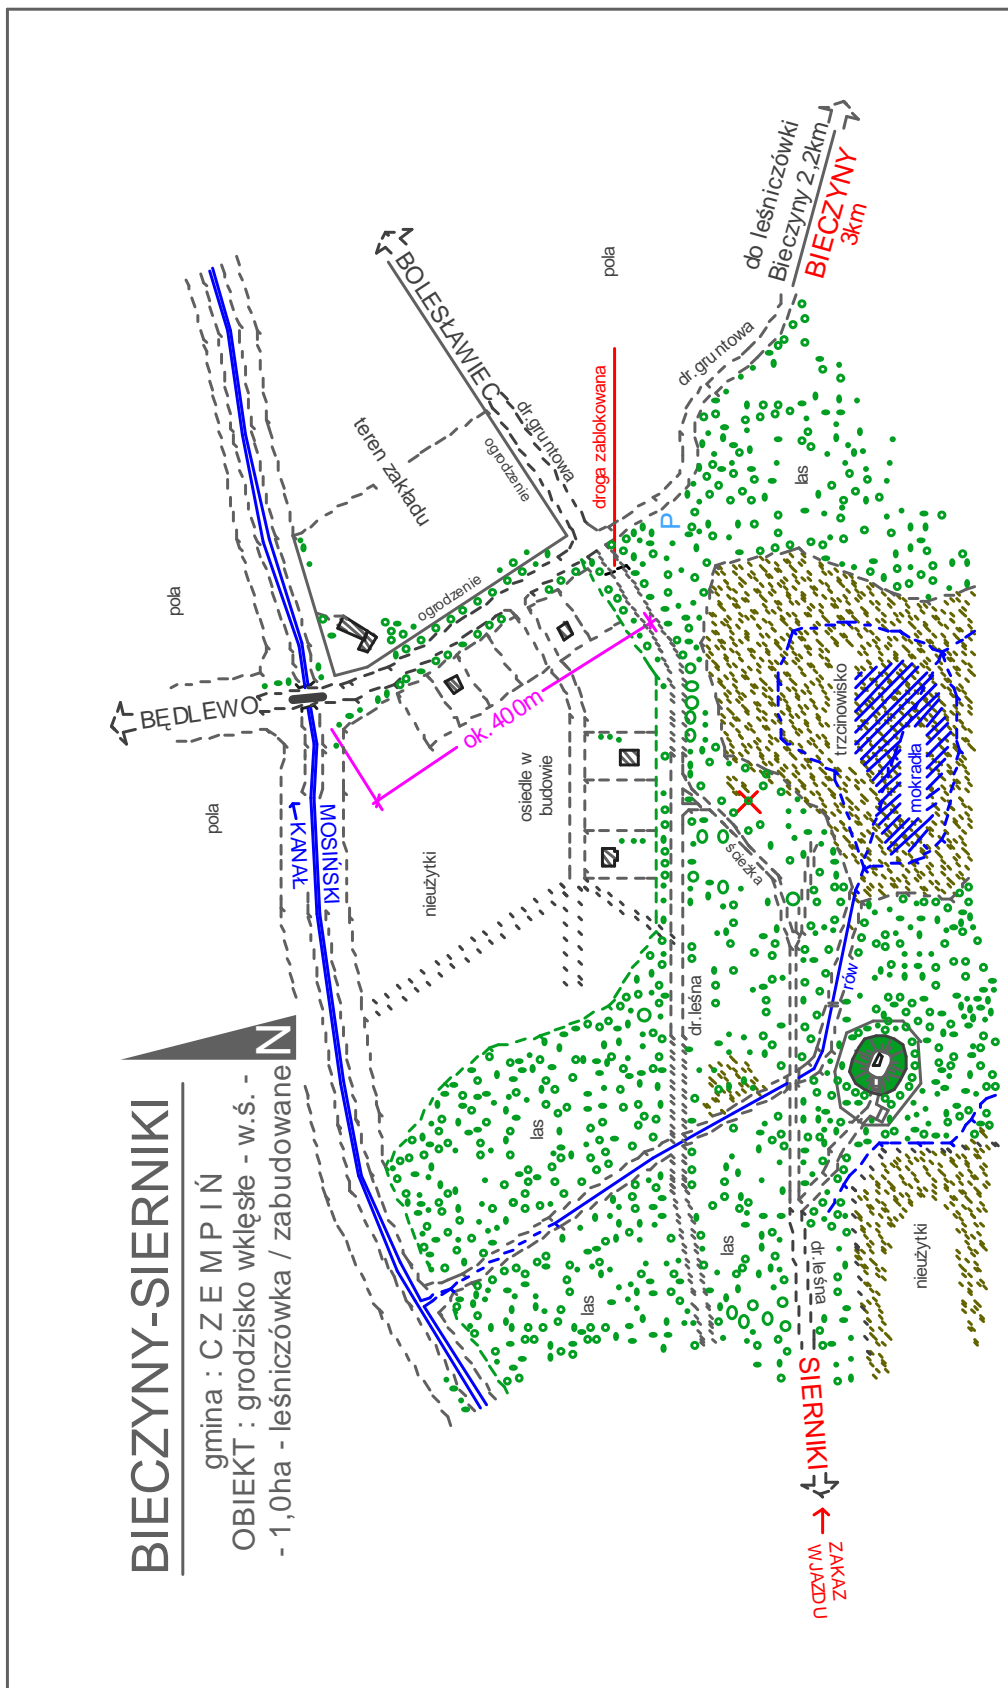 BIECZYNY-SIERNIKI
gmina : C Z E M P I Ń
OBIEKT : grodzisko wklęsłe - w.ś. -
- 1,0ha - leśniczówka / zabudowane
N
BĘDLEWO
pola
pola
←KANAŁ
MOSIŃSKI
teren zakładu
BOLESŁAWIEC
dr.gruntowa
ogrodzenie
ogrodzenie
ok. 400m
nieużytki
osiedle w
budowie
droga zablokowana
pola
P
dr.gruntowa
do leśniczówki
Bieczyny 2,2km
BIECZYNY
3km
las
trzcinowisko
mokradła
ścieżka
dr.leśna
rów
las
las
las
dr.leśna
nieużytki
SIERNIKI
ZAKAZ
WJAZDU